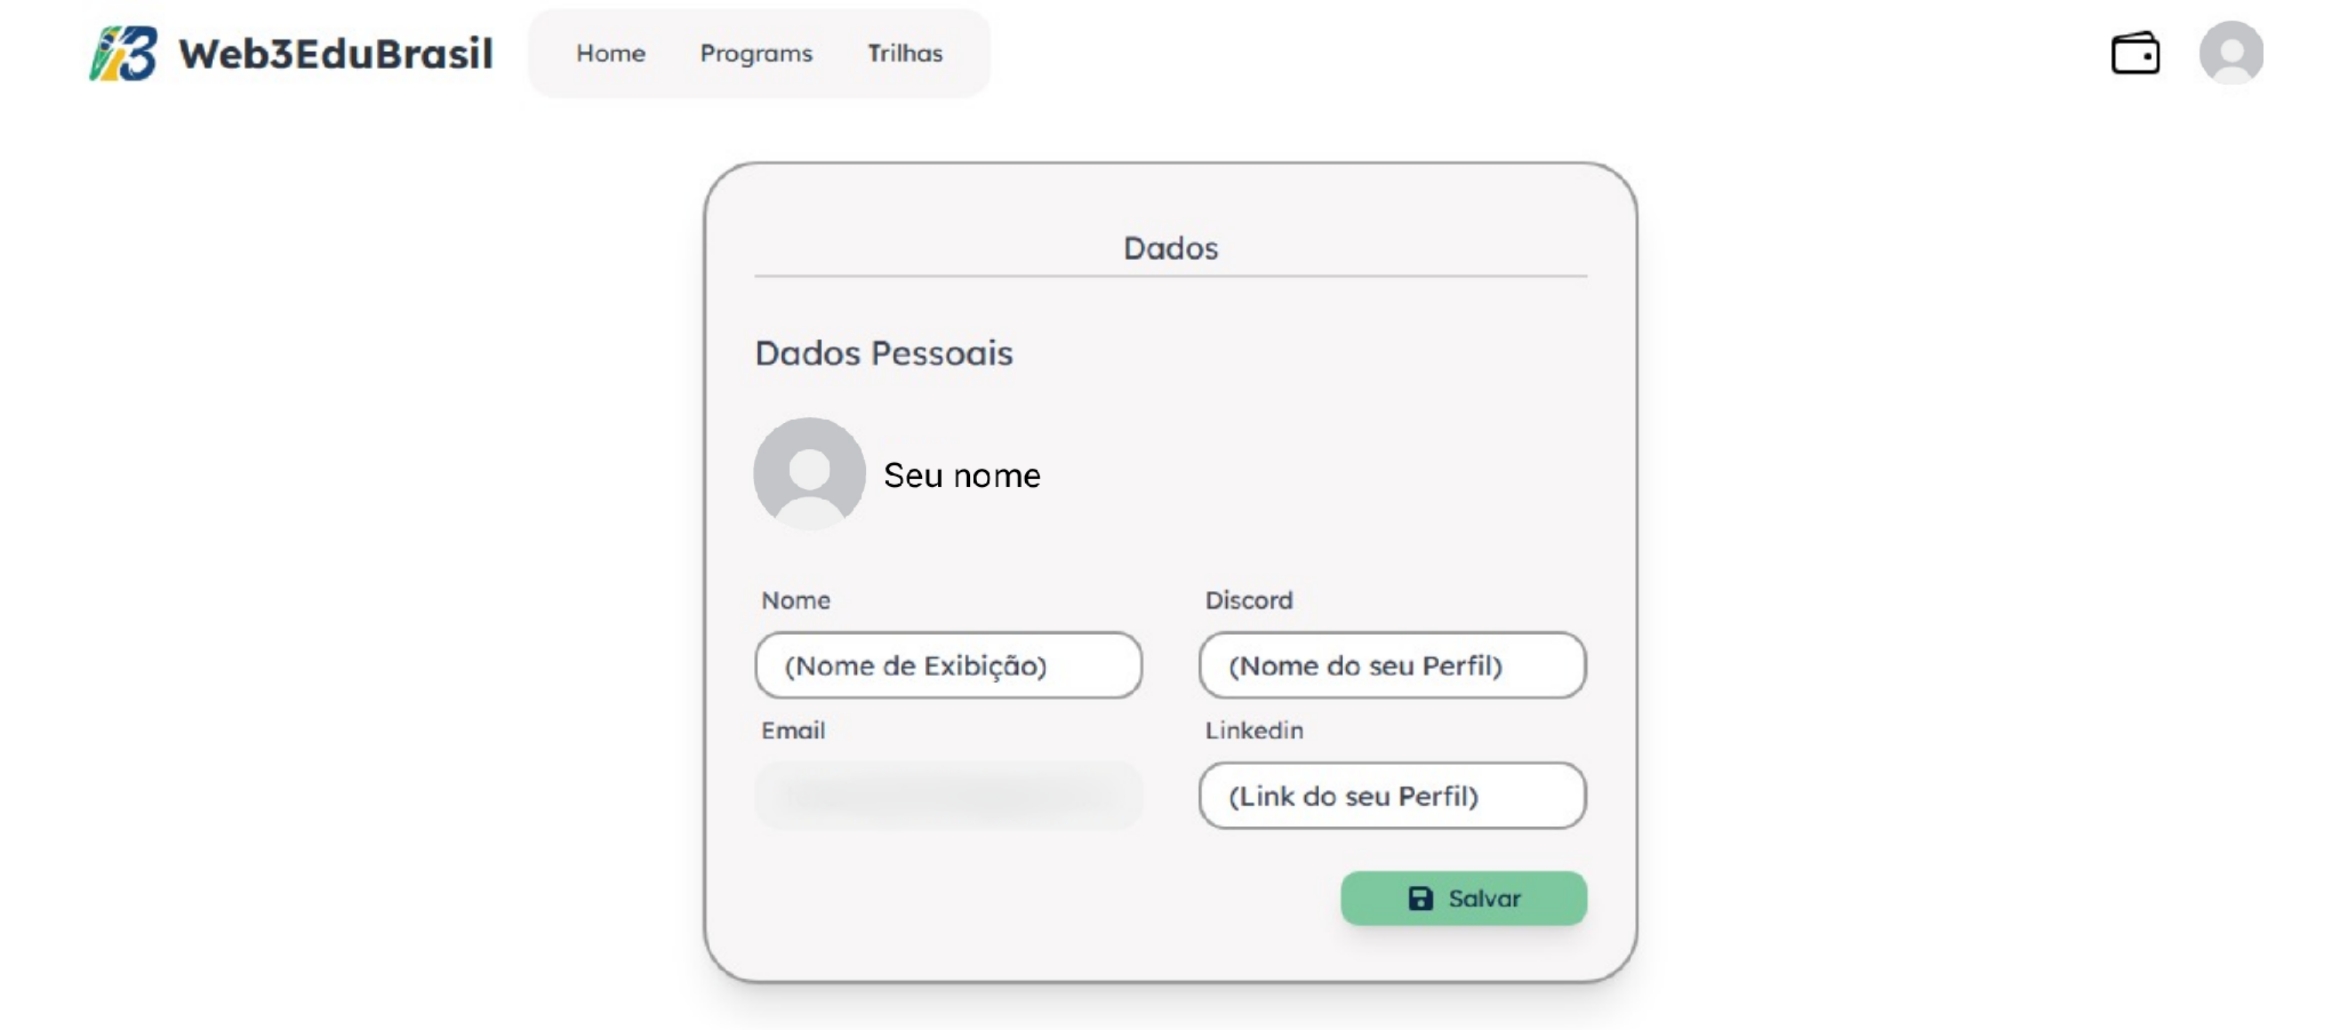 Web3EduBrasil Home Programs Trilhas
Dados
Dados Pessoais
Seu nome
Nome Discord
(Nome de Exibição) (Nome do seu Perfil)
Email Linkedin
(Link do seu Perfil)
Salvar